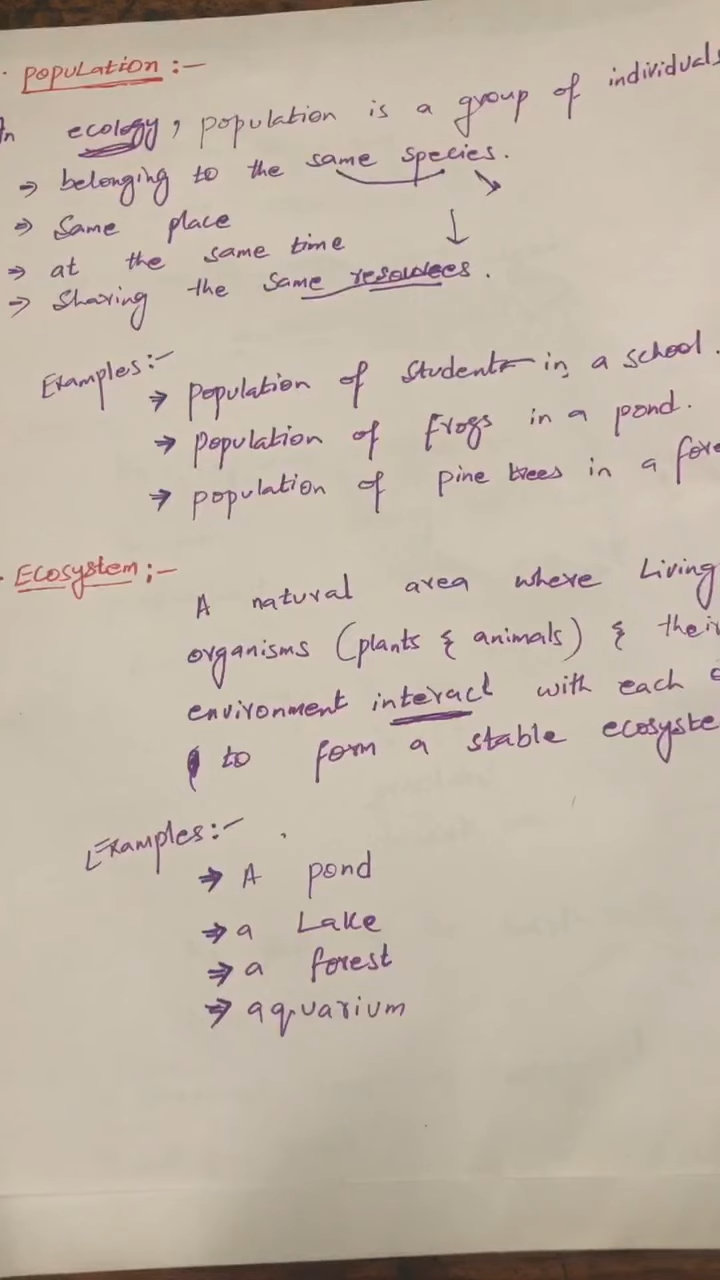 . Population :-
In ecology, population is a group of individuals
→ belonging to the same species.
→ Same place
→ at the same time
→ Sharing the same resources.
Examples:-
→ Population of Students in a school.
→ Population of Frogs in a pond.
→ population of pine trees in a fore
. Ecosystem :-
A natural area where Living
organisms (plants & animals) & their
environment interact with each
to form a stable ecosyste
Examples:-
→ A pond
→ a Lake
→ a forest
→ aquarium